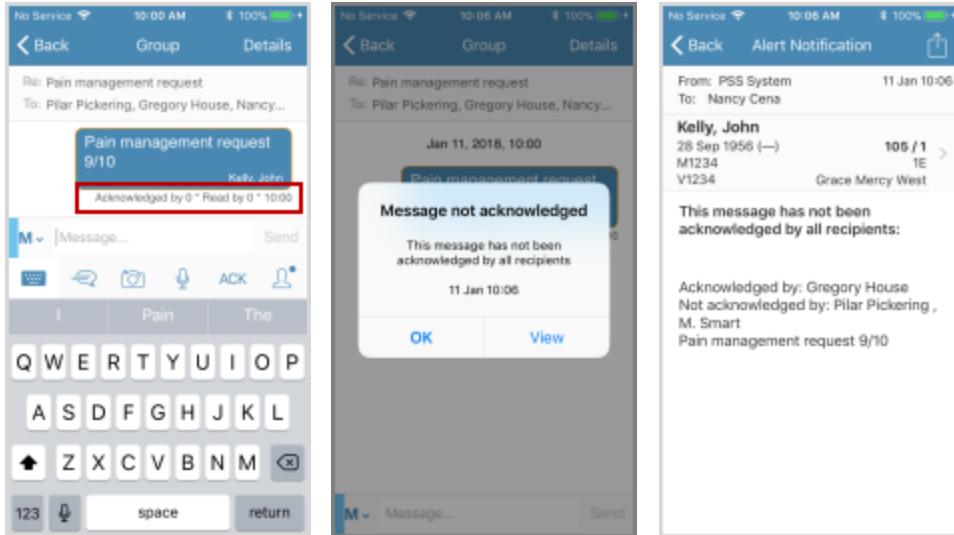 No Service 10:00 AM 100%
Back Group Details
Re: Pain management request
To: Pilar Pickering, Gregory House, Nancy...
Pain management request
9/10
Kelly, John
Acknowledged by 0 * Read by 0 * 10:00
M Message... Send
ACK
I Pain The
Q W E R T Y U I O P
A S D F G H J K L
Z X C V B N M
123 space return
No Service 10:06 AM 100%
Back Group Details
Re: Pain management request
To: Pilar Pickering, Gregory House, Nancy...
Jan 11, 2018, 10:00
Pain management request
Message not acknowledged
This message has not been
acknowledged by all recipients
11 Jan 10:06
OK View
M Message... Send
No Service 10:06 AM 100%
Back Alert Notification
From: PSS System 11 Jan 10:06
To: Nancy Cena
Kelly, John
28 Sep 1956 (—) 105 / 1
M1234 1E
V1234 Grace Mercy West
This message has not been
acknowledged by all recipients:
Acknowledged by: Gregory House
Not acknowledged by: Pilar Pickering ,
M. Smart
Pain management request 9/10